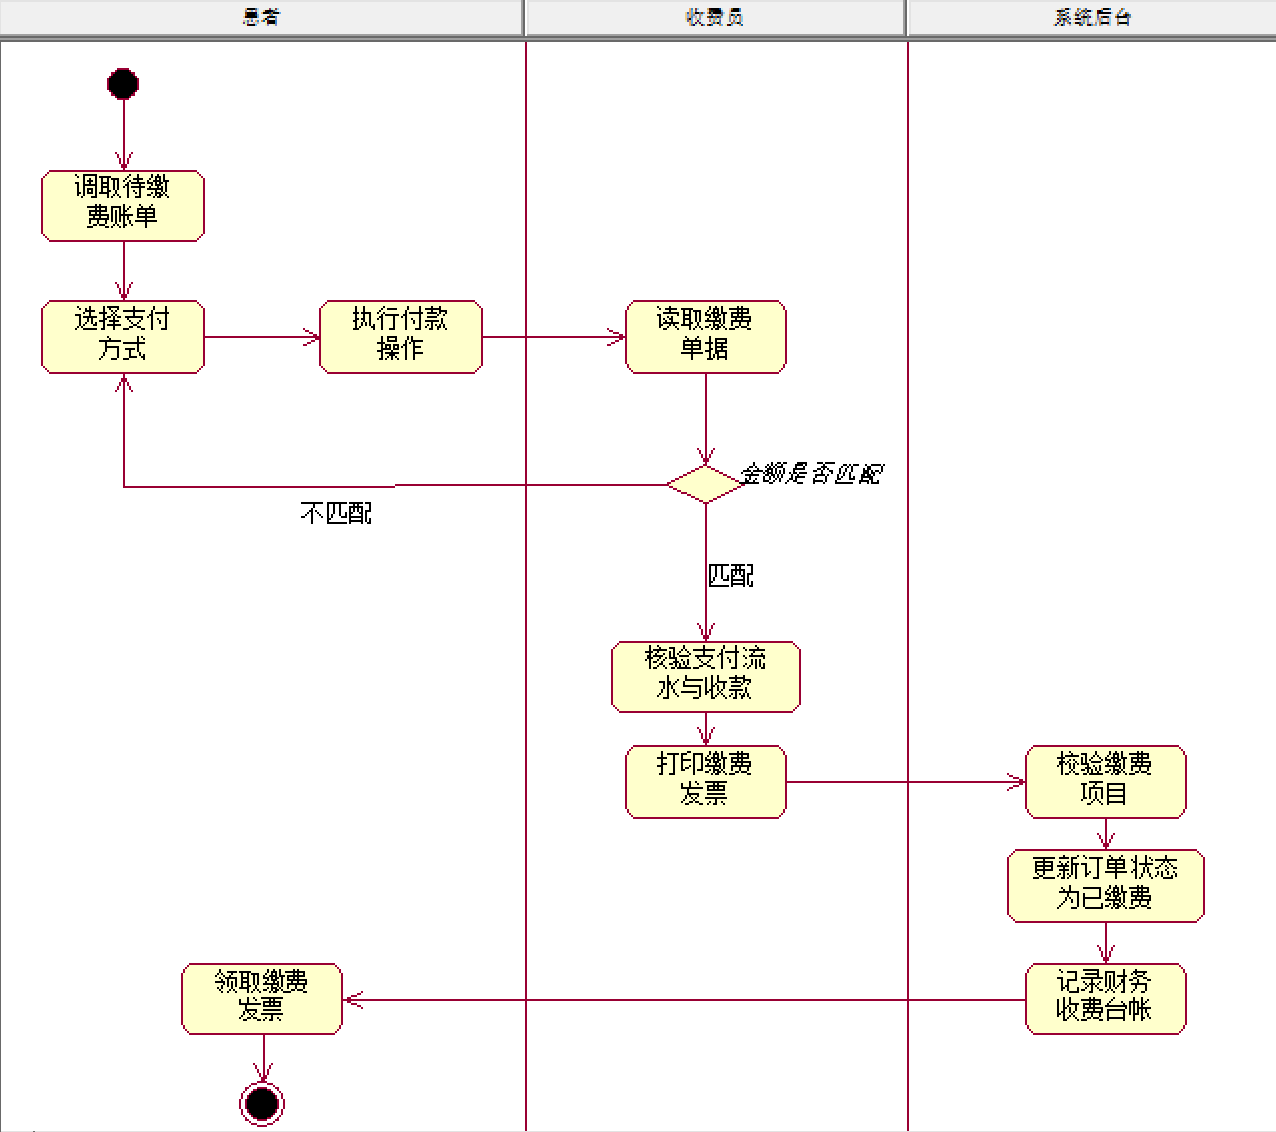 患者
收费员
系统后台
调取待缴
费账单
选择支付
方式
执行付款
操作
读取缴费
单据
金额是否匹配
不匹配
匹配
核验支付流
水与收款
打印缴费
发票
校验缴费
项目
更新订单状态
为已缴费
记录财务
收费台帐
领取缴费
发票